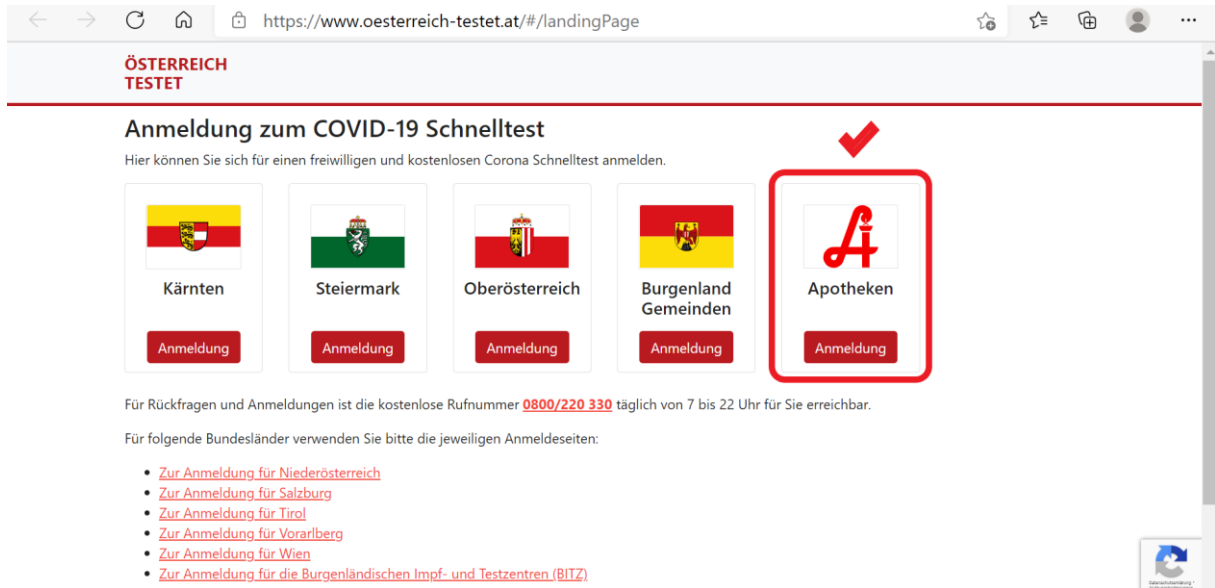 https://www.oesterreich-testet.at/#/landingPage
ÖSTERREICH
TESTET
Anmeldung zum COVID-19 Schnelltest
Hier können Sie sich für einen freiwilligen und kostenlosen Corona Schnelltest anmelden.
Kärnten
Steiermark
Oberösterreich
Burgenland
Gemeinden
Apotheken
Anmeldung
Anmeldung
Anmeldung
Anmeldung
Anmeldung
Für Rückfragen und Anmeldungen ist die kostenlose Rufnummer 0800/220 330 täglich von 7 bis 22 Uhr für Sie erreichbar.
Für folgende Bundesländer verwenden Sie bitte die jeweiligen Anmeldeseiten:
• Zur Anmeldung für Niederösterreich
• Zur Anmeldung für Salzburg
• Zur Anmeldung für Tirol
• Zur Anmeldung für Vorarlberg
• Zur Anmeldung für Wien
• Zur Anmeldung für die Burgenländischen Impf- und Testzentren (BITZ)